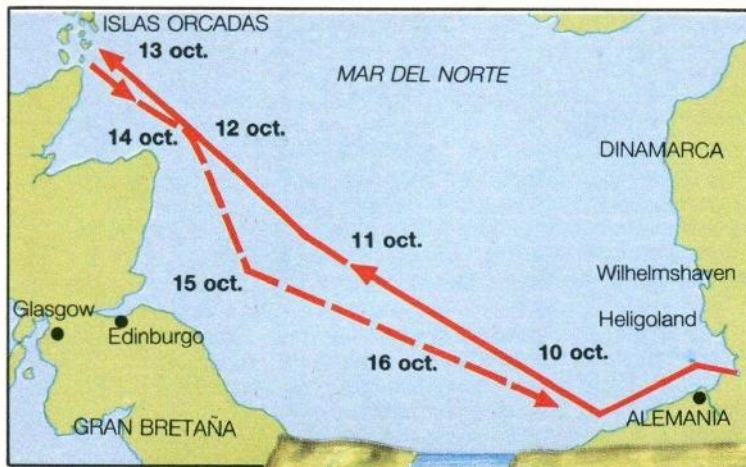 ISLAS ORCADAS
13 oct.
MAR DEL NORTE
14 oct.
12 oct.
DINAMARCA
11 oct.
15 oct.
Wilhelmshaven
Glasgow
Heligoland
Edinburgo
16 oct.
10 oct.
GRAN BRETAÑA
ALEMANIA